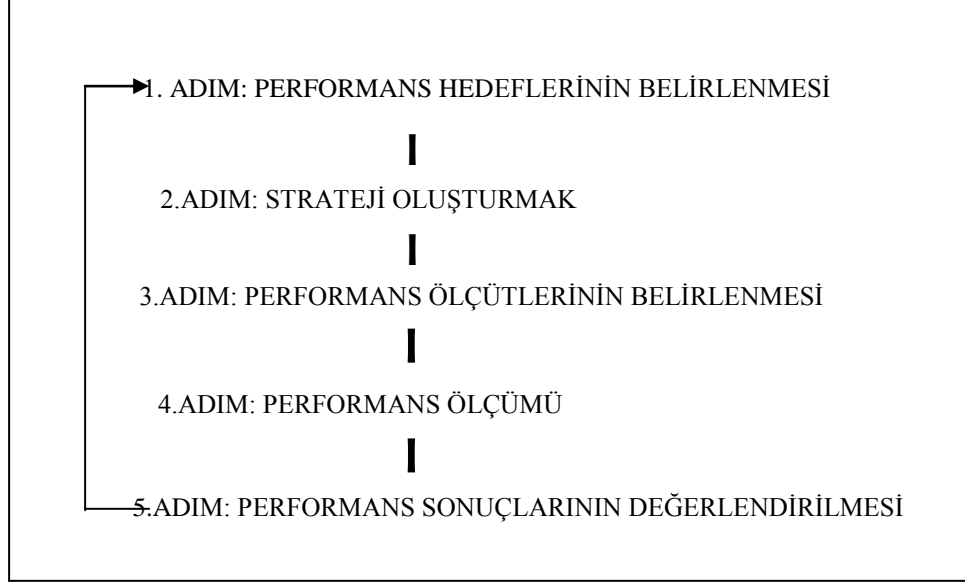 1. ADIM: PERFORMANS HEDEFLERİNİN BELİRLENMESİ
2.ADIM: STRATEJİ OLUŞTURMAK
3.ADIM: PERFORMANS ÖLÇÜTLERİNİN BELİRLENMESİ
4.ADIM: PERFORMANS ÖLÇÜMÜ
5.ADIM: PERFORMANS SONUÇLARININ DEĞERLENDİRİLMESİ